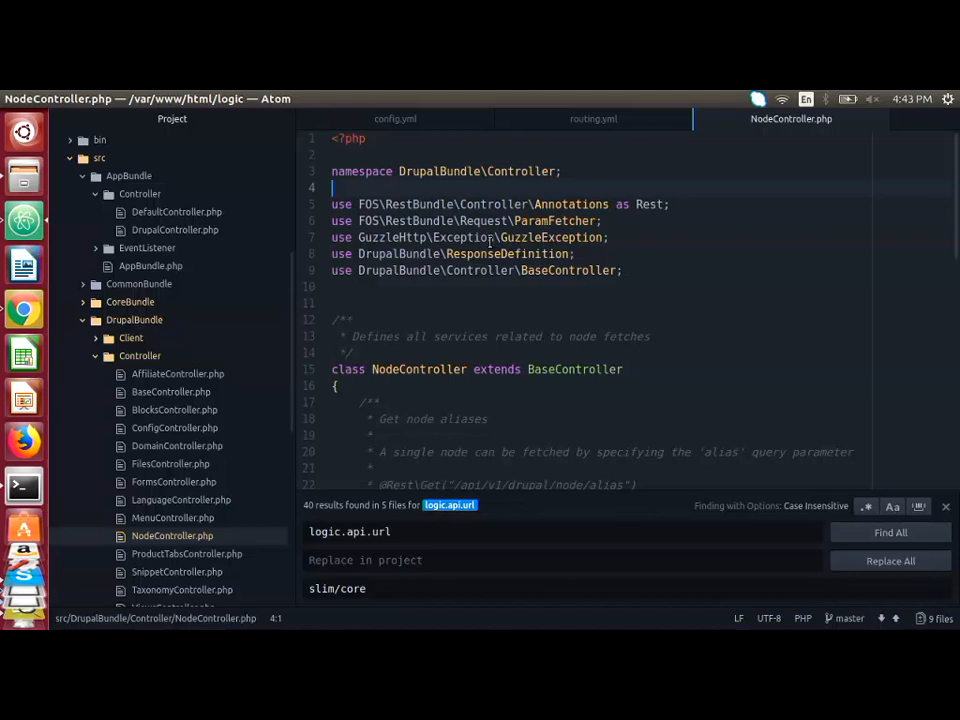 NodeController.php — /var/www/html/logic — Atom
En
4:43 PM
Project
config.yml
routing.yml
NodeController.php
bin
src
AppBundle
Controller
DefaultController.php
DrupalController.php
EventListener
AppBundle.php
CommonBundle
CoreBundle
DrupalBundle
Client
Controller
AffiliateController.php
BaseController.php
BlocksController.php
ConfigController.php
DomainController.php
FilesController.php
FormsController.php
LanguageController.php
MenuController.php
NodeController.php
ProductTabsController.php
SnippetController.php
TaxonomyController.php
1 <?php
2
3 namespace DrupalBundle\Controller;
4
5 use FOS\RestBundle\Controller\Annotations as Rest;
6 use FOS\RestBundle\Request\ParamFetcher;
7 use GuzzleHttp\Exception\GuzzleException;
8 use DrupalBundle\ResponseDefinition;
9 use DrupalBundle\Controller\BaseController;
10
11
12 /**
13 * Defines all services related to node fetches
14 */
15 class NodeController extends BaseController
16 {
17 /**
18 * Get node aliases
19 *
20 * A single node can be fetched by specifying the 'alias' query parameter
21 *
22 * @Rest\Get("/api/v1/drupal/node/alias")
40 results found in 5 files for logic.api.url
Finding with Options: Case Insensitive
.* Aa
logic.api.url
Find All
Replace in project
Replace All
slim/core
src/DrupalBundle/Controller/NodeController.php 4:1
LF UTF-8 PHP master 9 files